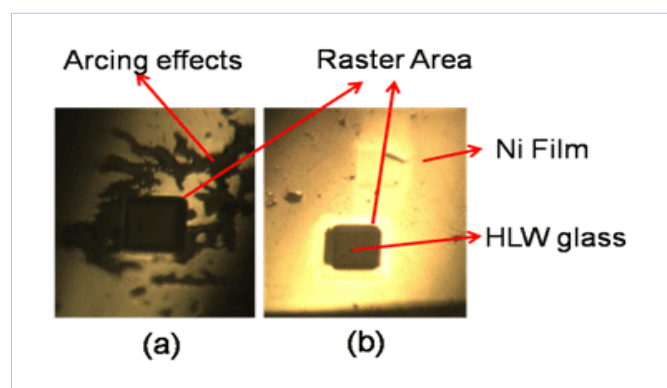 Arcing effects
Raster Area
Ni Film
HLW glass
(a)
(b)